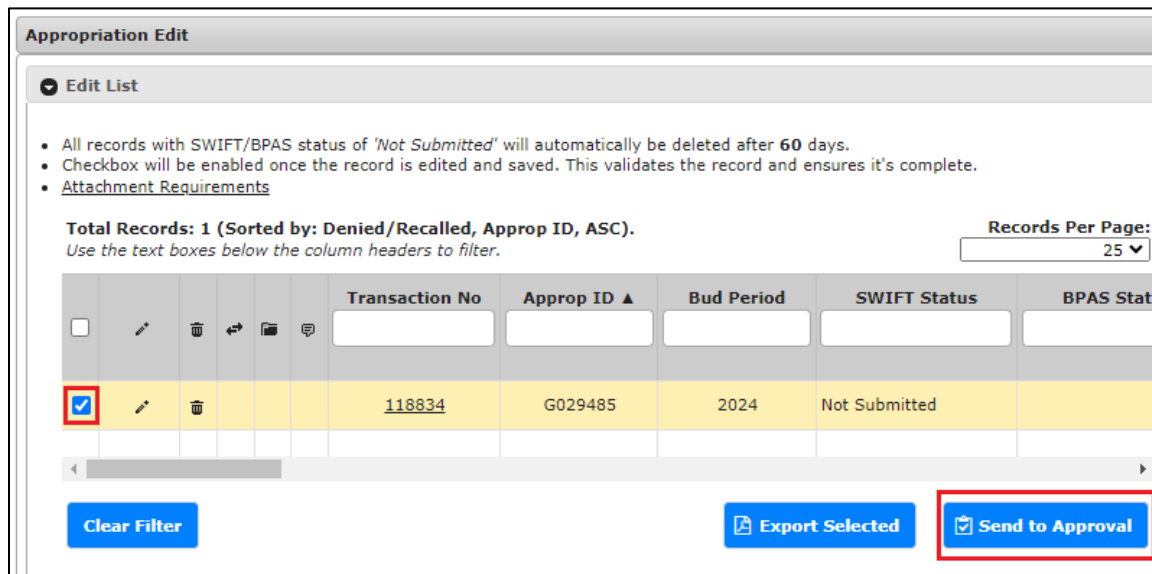 Appropriation Edit
Edit List
All records with SWIFT/BPAS status of 'Not Submitted' will automatically be deleted after 60 days.
Checkbox will be enabled once the record is edited and saved. This validates the record and ensures it's complete.
Attachment Requirements
Total Records: 1 (Sorted by: Denied/Recalled, Approp ID, ASC).
Records Per Page:
Use the text boxes below the column headers to filter.
25
Transaction No Approp ID ▲ Bud Period SWIFT Status BPAS Stat
118834 G029485 2024 Not Submitted
Clear Filter Export Selected Send to Approval